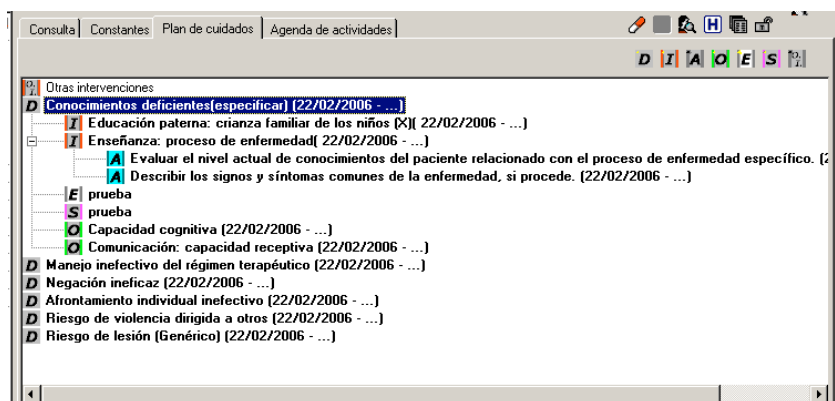 Consulta
Constantes
Plan de cuidados
Agenda de actividades
H
D I A O E S
Otras intervenciones
D Conocimientos deficientes(especificar) (22/02/2006 - ...)
I Educación paterna: crianza familiar de los niños (X)( 22/02/2006 - ...)
I Enseñanza: proceso de enfermedad( 22/02/2006 - ...)
A Evaluar el nivel actual de conocimientos del paciente relacionado con el proceso de enfermedad específico. (2
A Describir los signos y síntomas comunes de la enfermedad, si procede. (22/02/2006 - ...)
E prueba
S prueba
O Capacidad cognitiva (22/02/2006 - ...)
O Comunicación: capacidad receptiva (22/02/2006 - ...)
D Manejo inefectivo del régimen terapéutico (22/02/2006 - ...)
D Negación ineficaz (22/02/2006 - ...)
D Afrontamiento individual inefectivo (22/02/2006 - ...)
D Riesgo de violencia dirigida a otros (22/02/2006 - ...)
D Riesgo de lesión (Genérico) (22/02/2006 - ...)